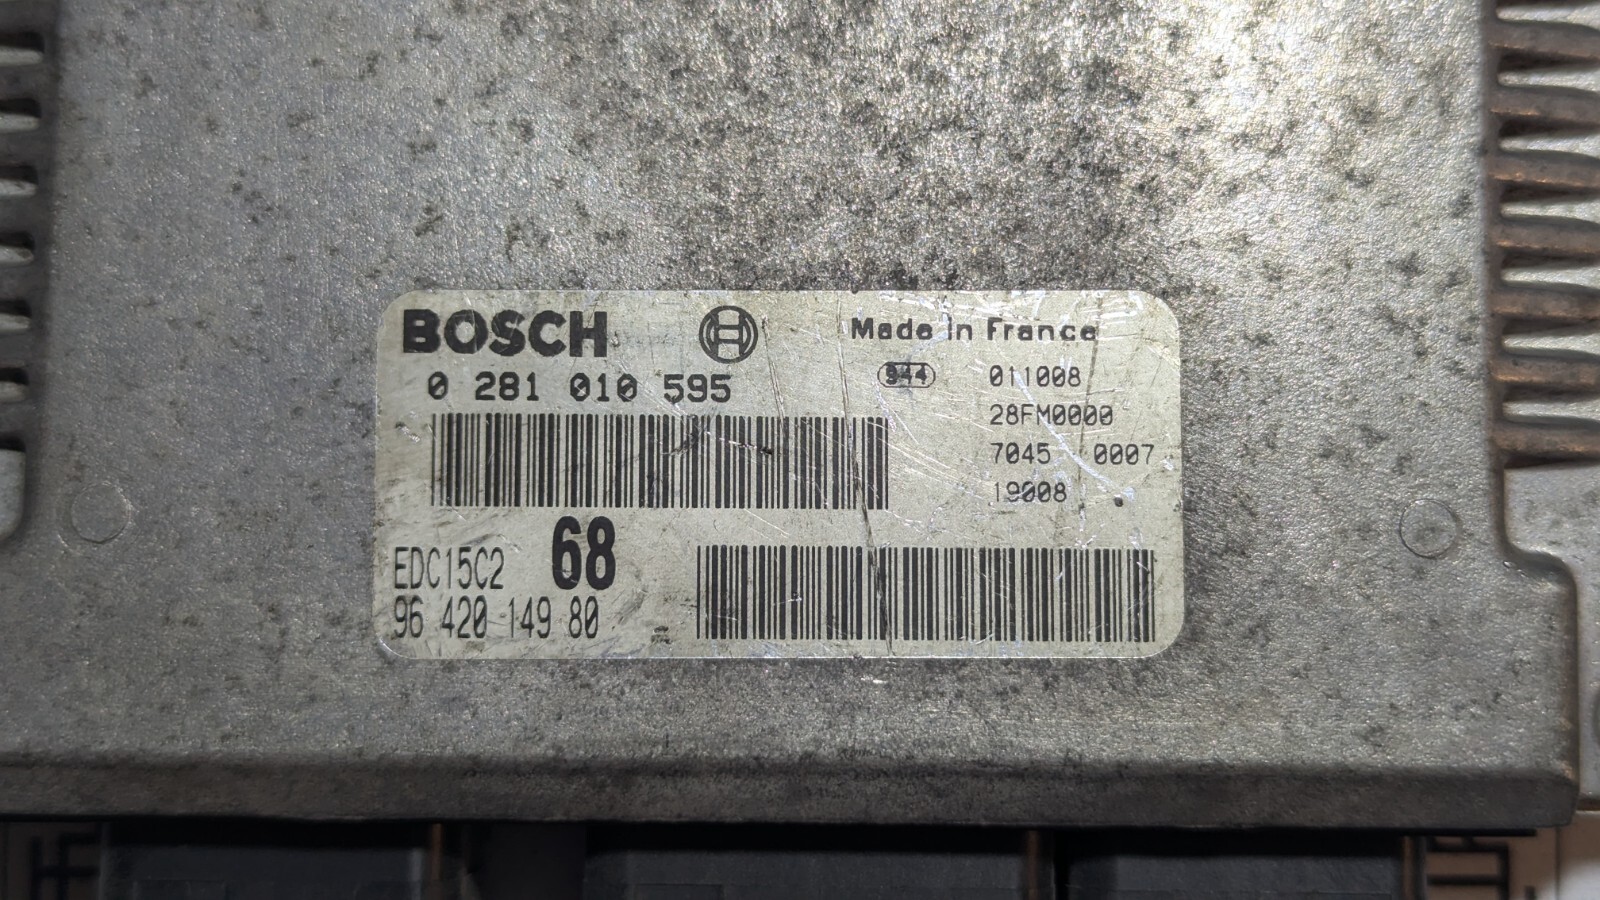 BOSCH
Made in France
0 281 010 595
944
011008
28FM0000
7045 0007
19008
EDC15C2
68
96 420 149 80